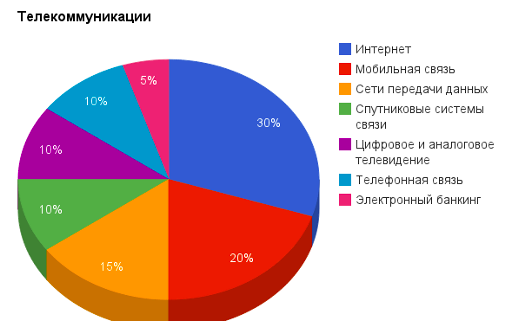 Телекоммуникации
Интернет
Мобильная связь
Сети передачи данных
Спутниковые системы
связи
Цифровое и аналоговое
телевидение
Телефонная связь
Электронный банкинг
5%
10%
30%
10%
10%
15%
20%